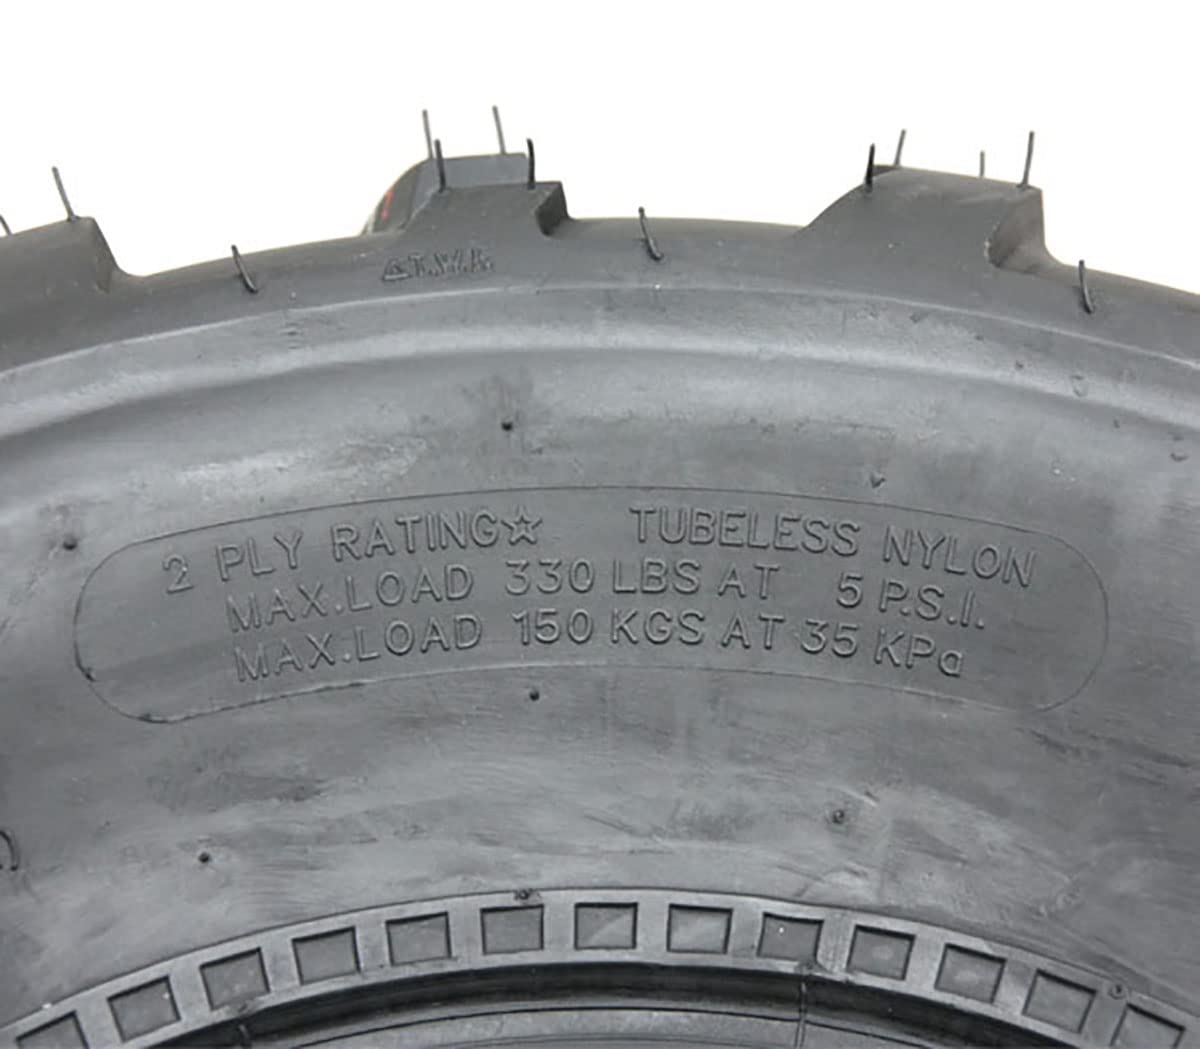 △T.W.I.
2 PLY RATING☆ TUBELESS NYLON
MAX.LOAD 330 LBS AT 5 P.S.I.
MAX.LOAD 150 KGS AT 35 KPa